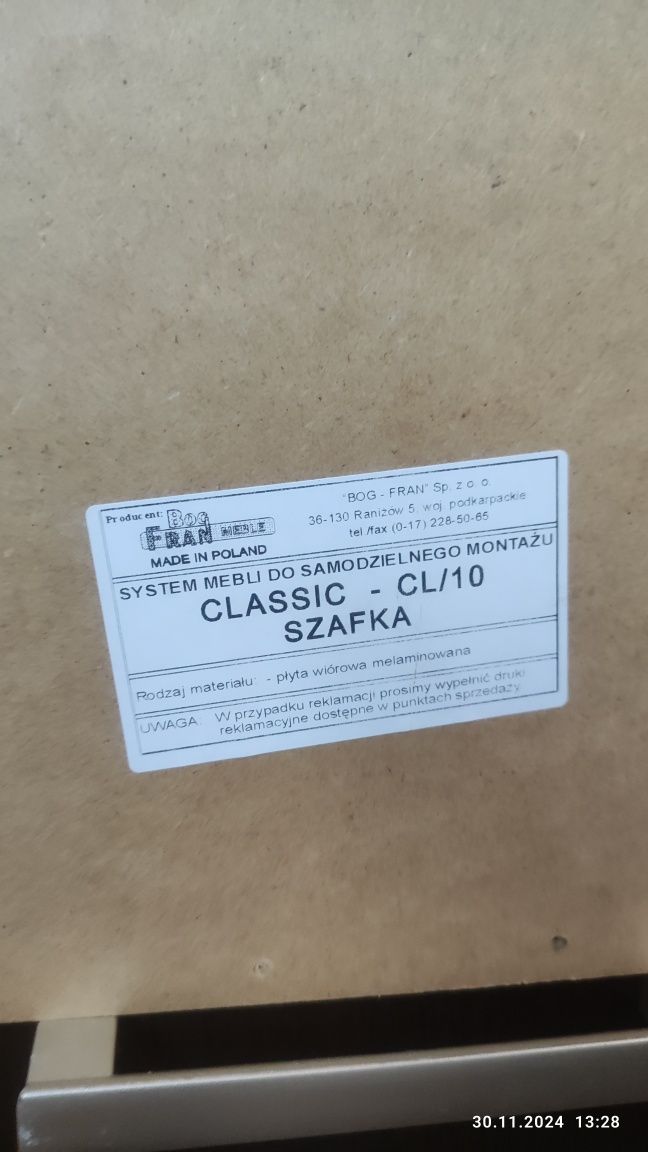 Producent:
Bog
FRAN MEBLE
MADE IN POLAND
"BOG - FRAN" Sp. z o. o.
36-130 Raniżów 5, woj. podkarpackie
tel /fax (0-17) 228-50-65
SYSTEM MEBLI DO SAMODZIELNEGO MONTAŻU
CLASSIC - CL/10
SZAFKA
Rodzaj materiału: - płyta wiórowa melaminowana
UWAGA: W przypadku reklamacji prosimy wypełnić druki
reklamacyjne dostępne w punktach sprzedaży.
30.11.2024 13:28